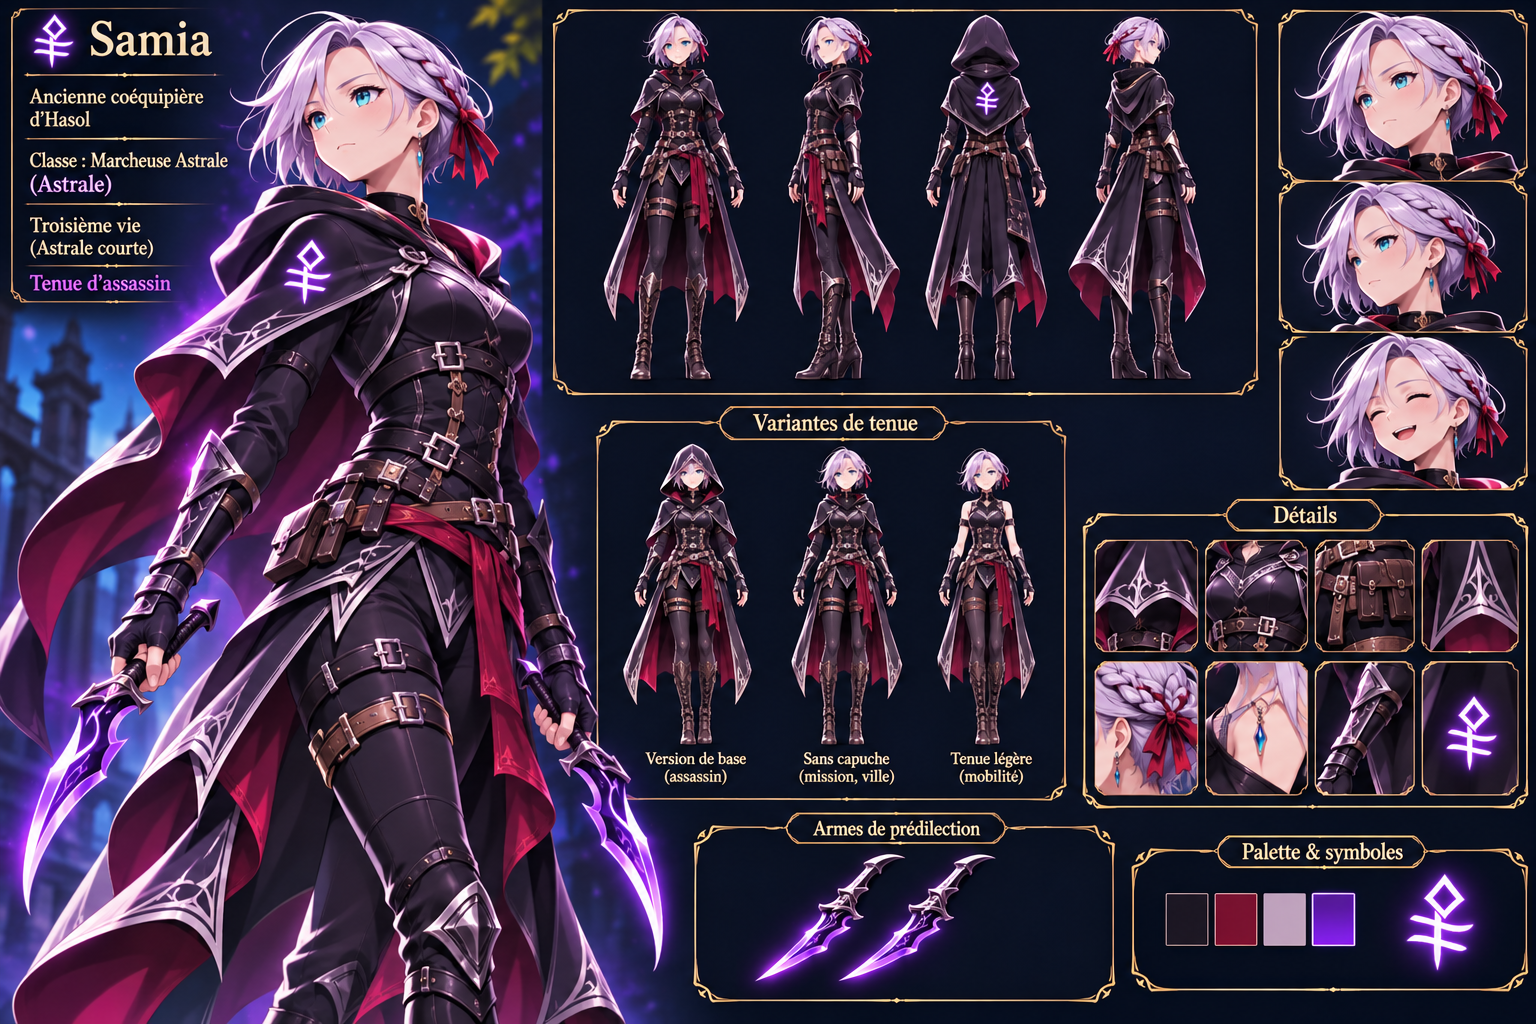 Samia
Ancienne coéquipière
d'Hasol
Classe : Marcheuse Astrale
(Astrale)
Troisième vie
(Astrale courte)
Tenue d'assassin
Variantes de tenue
Version de base
(assassin)
Sans capuche
(mission, ville)
Tenue légère
(mobilité)
Détails
Armes de prédilection
Palette & symboles